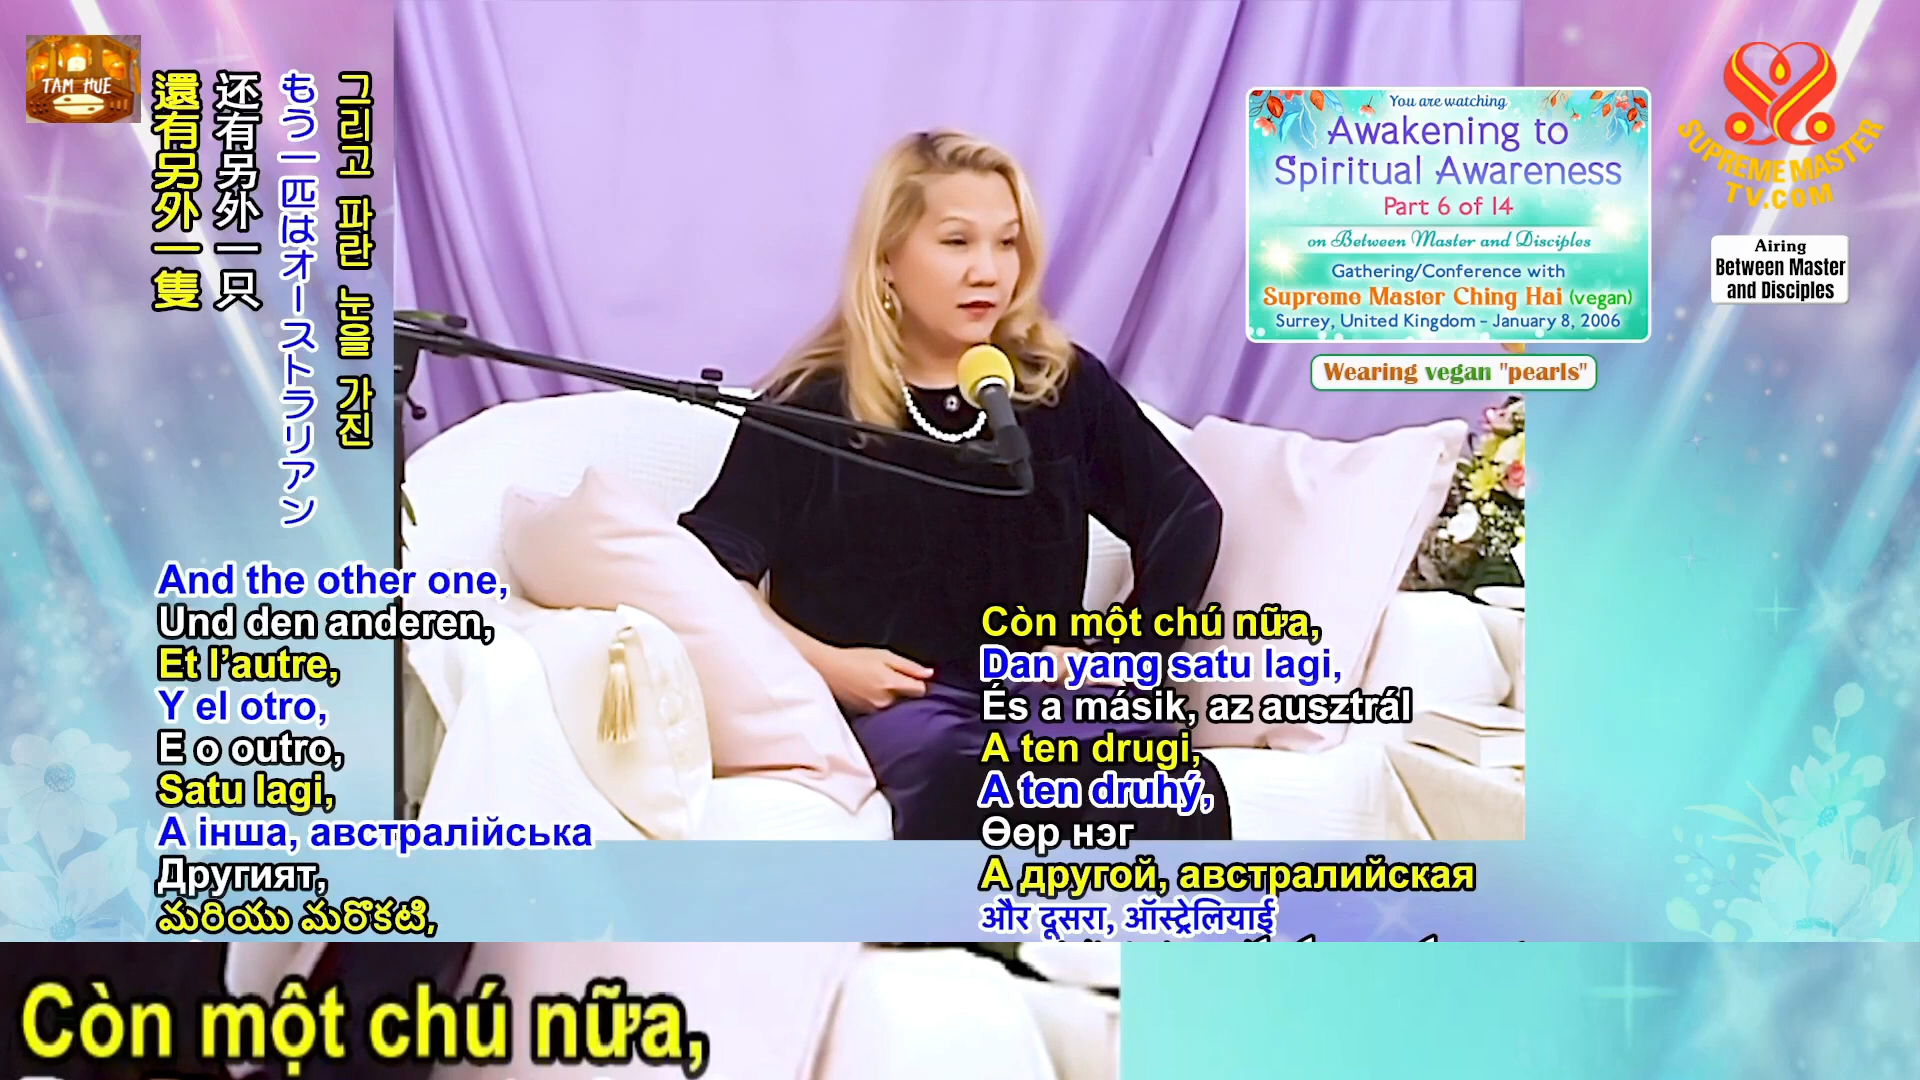 TAM HUE
還有另外一隻
还有另外一只
もう一匹はオーストラリアン
그리고 파란 눈을 가진
You are watching
Awakening to
Spiritual Awareness
Part 6 of 14
on Between Master and Disciples
Gathering/Conference with
Supreme Master Ching Hai (vegan)
Surrey, United Kingdom - January 8, 2006
Wearing vegan "pearls"
SUPREME MASTER
TV.COM
Airing
Between Master
and Disciples
And the other one,
Und den anderen,
Et l’autre,
Y el otro,
E o outro,
Satu lagi,
А інша, австралійська
Другият,
మరియు మరొకటి,
Còn một chú nữa,
Dan yang satu lagi,
És a másik, az ausztrál
A ten drugi,
A ten druhý,
Өөр нэг
А другой, австралийская
और दूसरा, ऑस्ट्रेलियाई
Còn một chú nữa,